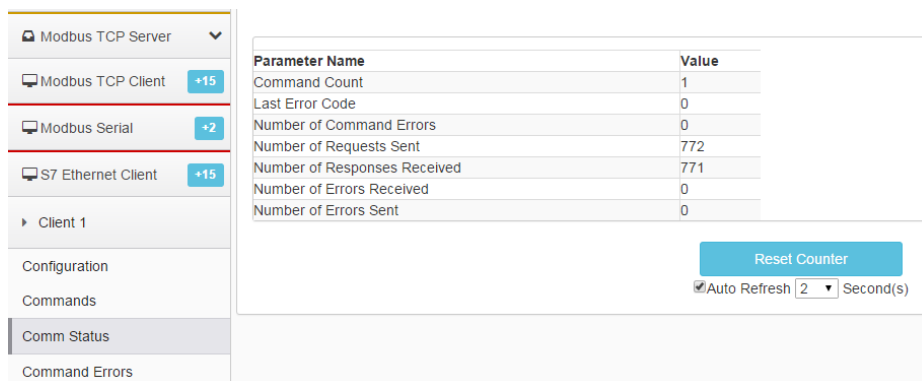 Modbus TCP Server
Modbus TCP Client +15
Modbus Serial +2
S7 Ethernet Client +15
Client 1
Configuration
Commands
Comm Status
Command Errors
Parameter Name Value
Command Count 1
Last Error Code 0
Number of Command Errors 0
Number of Requests Sent 772
Number of Responses Received 771
Number of Errors Received 0
Number of Errors Sent 0
Reset Counter
Auto Refresh 2 Second(s)